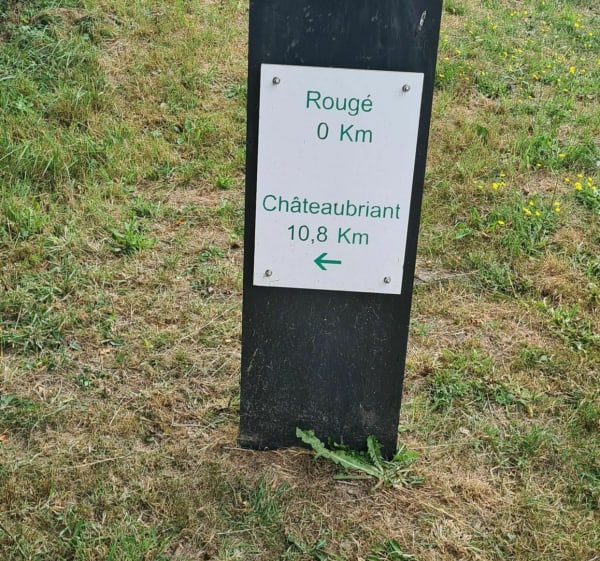 Rougé
0 Km
Châteaubriant
10,8 Km
←